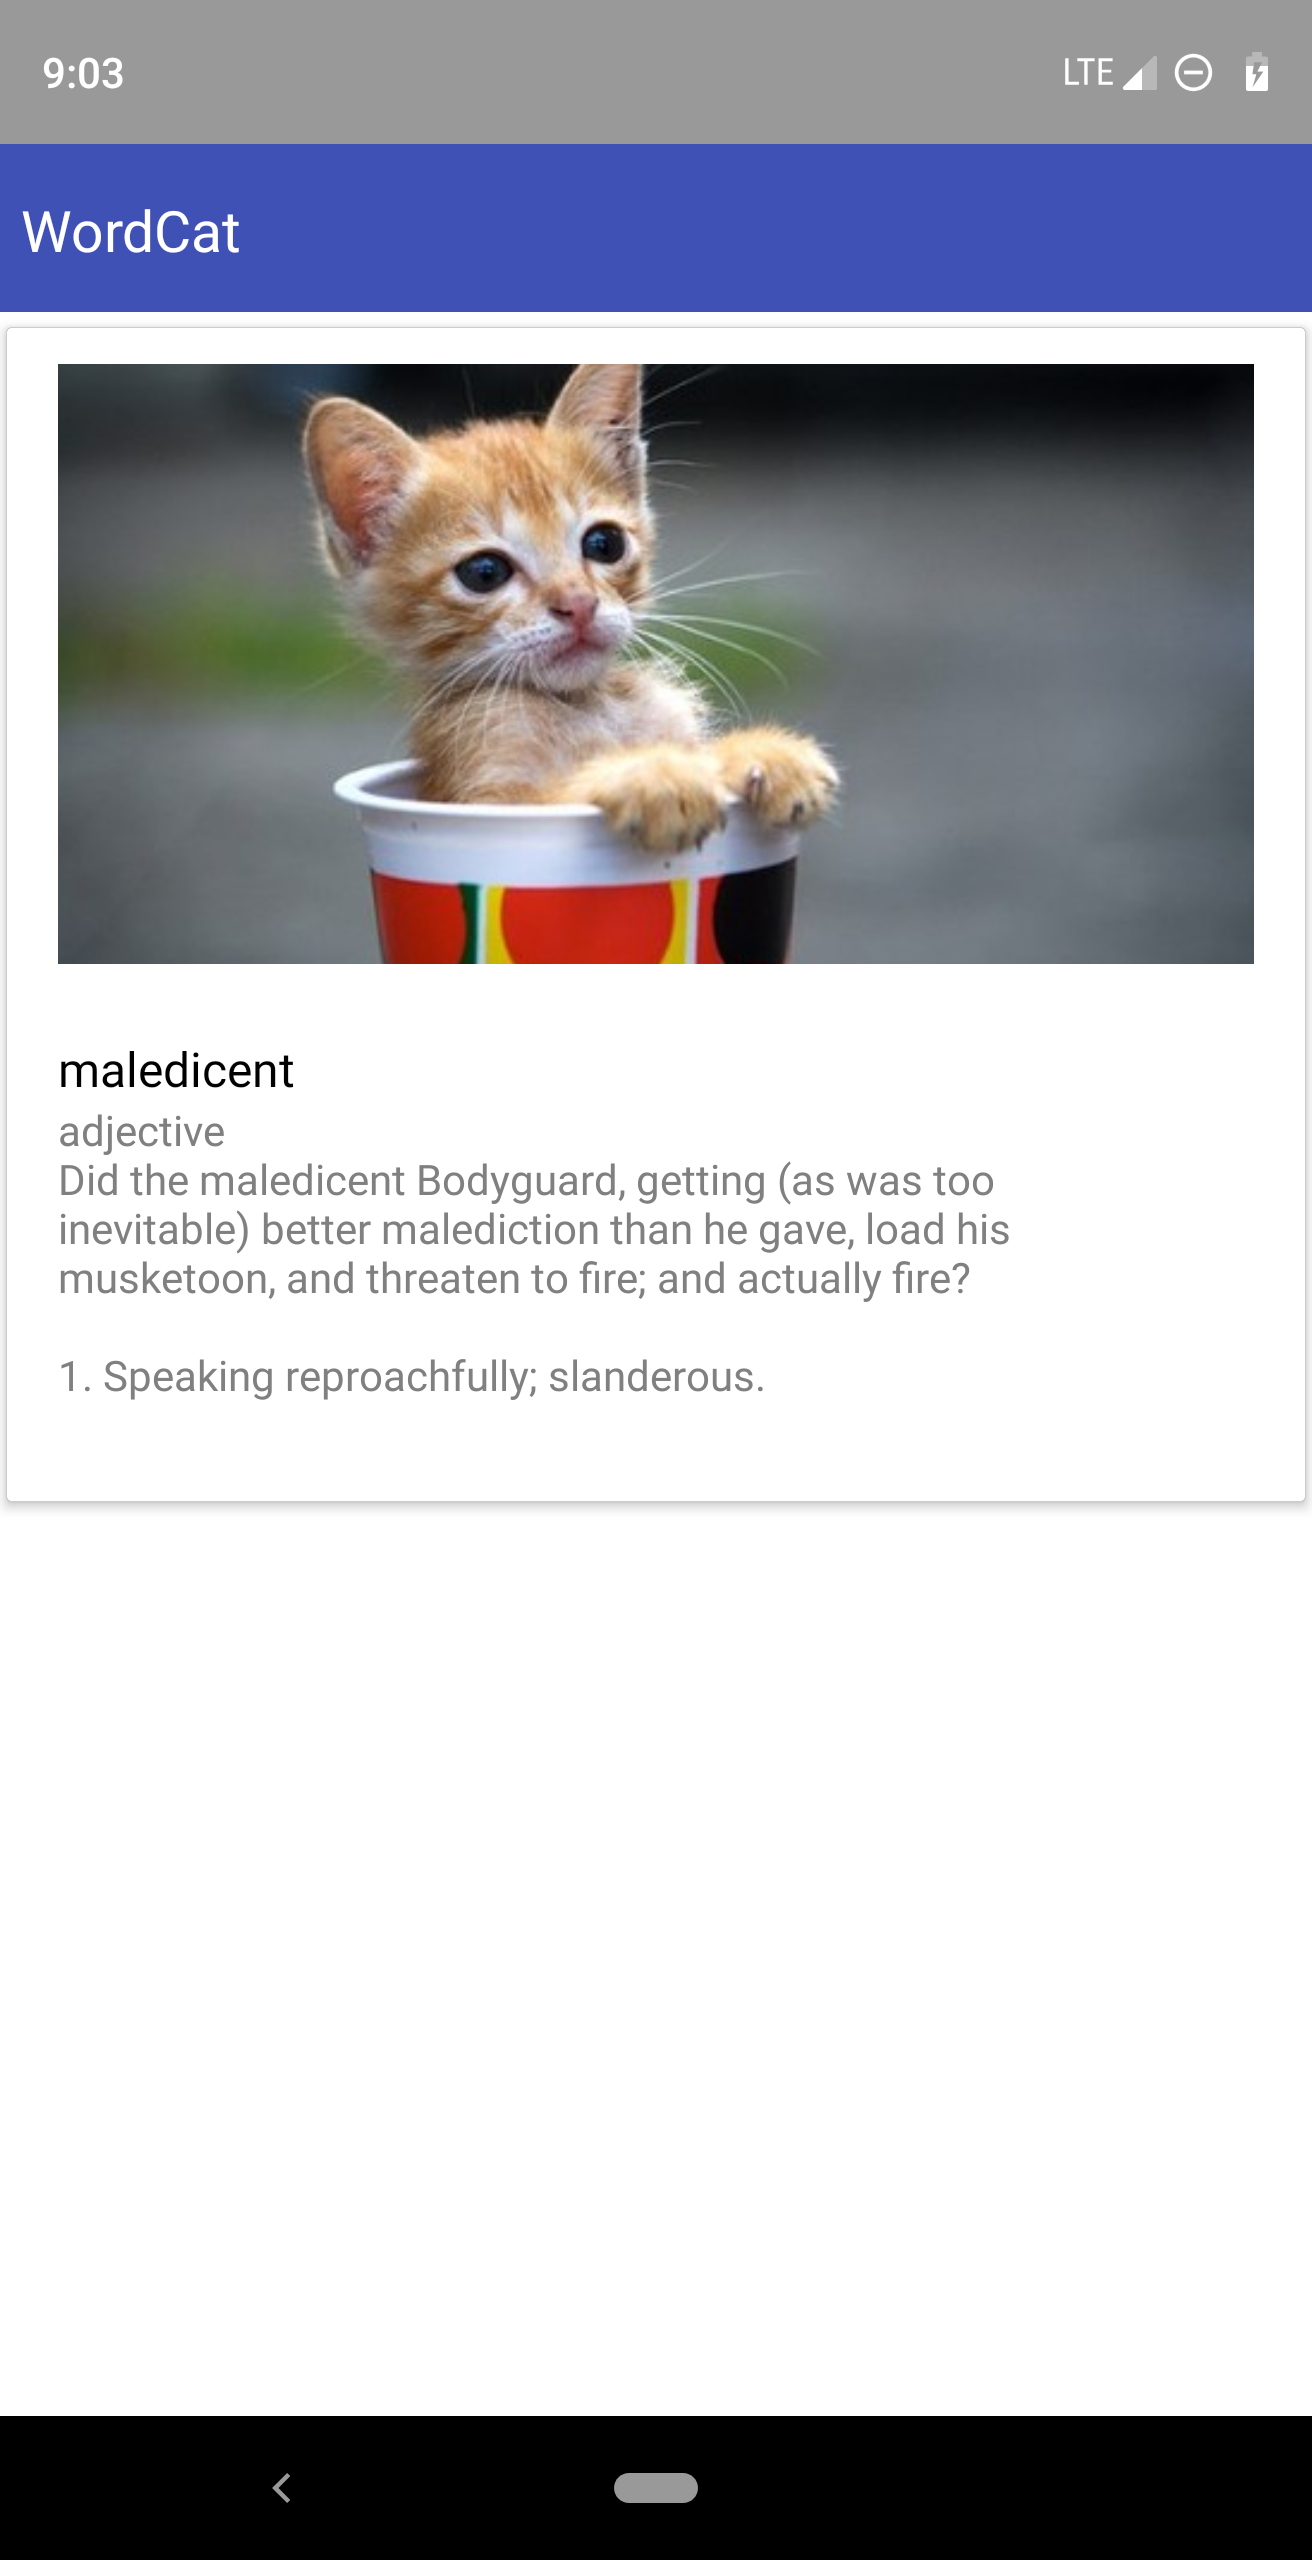 9:03 LTE
WordCat
maledicent
adjective
Did the maledicent Bodyguard, getting (as was too
inevitable) better malediction than he gave, load his
musketoon, and threaten to fire; and actually fire?
1. Speaking reproachfully; slanderous.